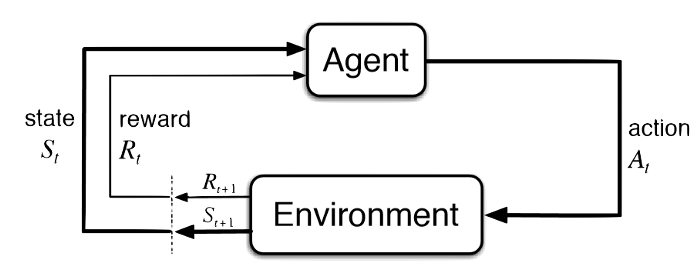 Agent
state
S_t
reward
R_t
action
A_t
R_{t+1}
S_{t+1}
Environment